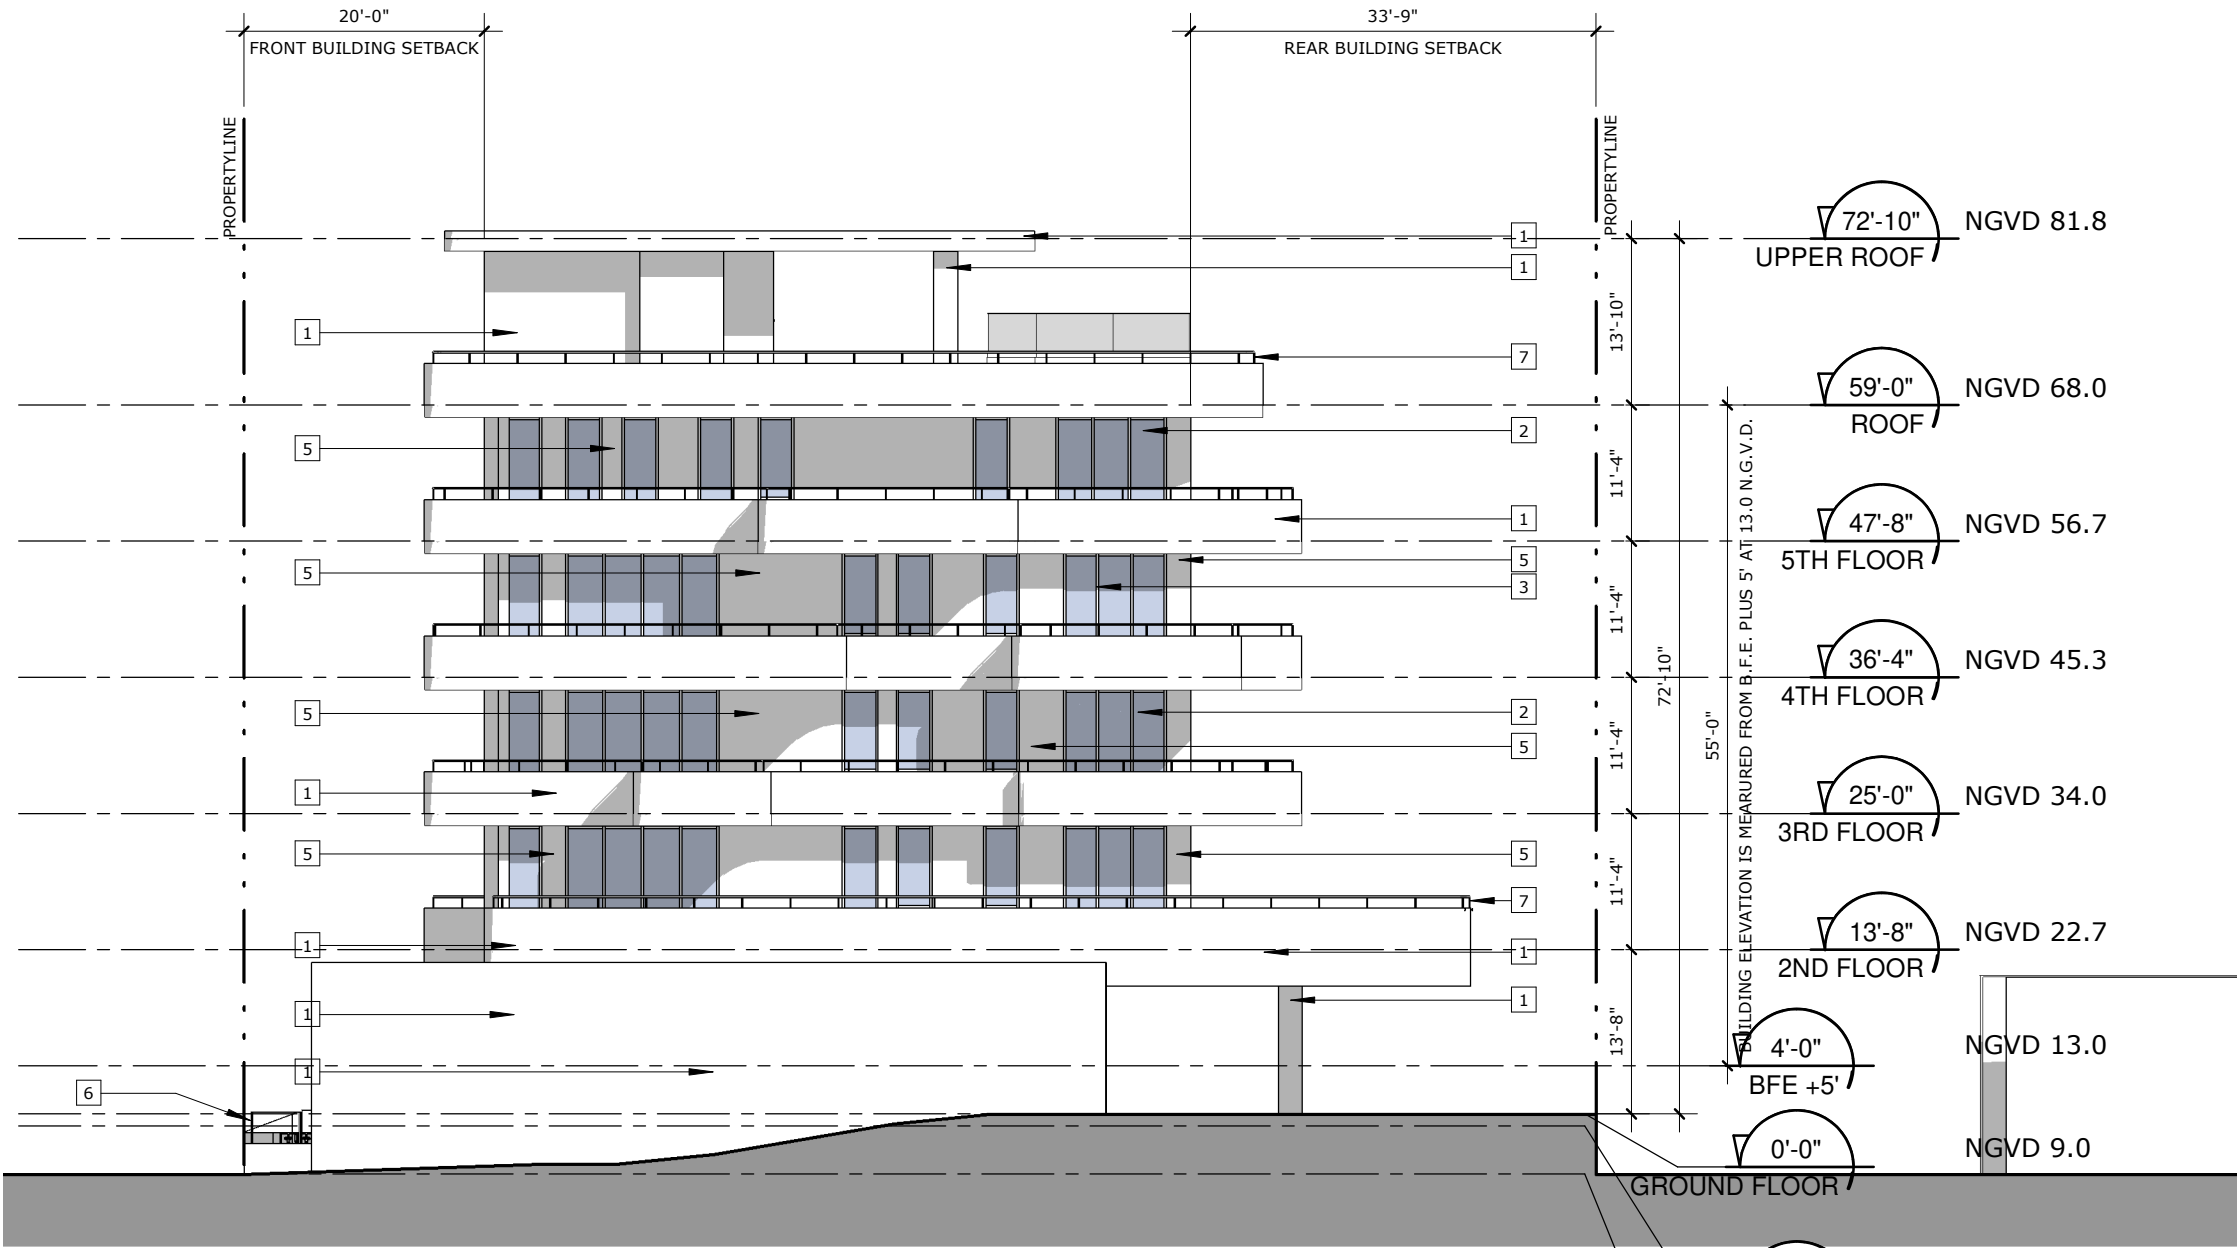 20'-0"
33'-9"
FRONT BUILDING SETBACK
REAR BUILDING SETBACK
PROPERTYLINE
PROPERTYLINE
72'-10"
NGVD 81.8
UPPER ROOF
1
1
1
13'-10"
7
59'-0"
NGVD 68.0
ROOF
2
5
11'-4"
1
47'-8"
NGVD 56.7
5TH FLOOR
5
5
3
11'-4"
36'-4"
NGVD 45.3
4TH FLOOR
72'-10"
5
2
5
11'-4"
55'-0"
BUILDING ELEVATION IS MEARURED FROM B.F.E. PLUS 5' AT 13.0 N.G.V.D.
1
25'-0"
NGVD 34.0
3RD FLOOR
5
5
11'-4"
7
13'-8"
NGVD 22.7
2ND FLOOR
1
1
1
1
13'-8"
4'-0"
NGVD 13.0
BFE +5'
1
6
0'-0"
NGVD 9.0
GROUND FLOOR